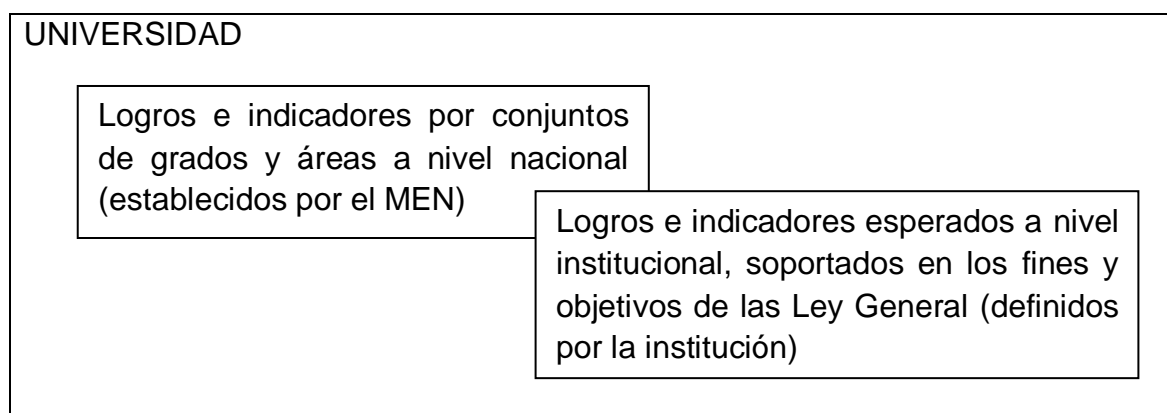 UNIVERSIDAD
Logros e indicadores por conjuntos
de grados y áreas a nivel nacional
(establecidos por el MEN)
Logros e indicadores esperados a nivel
institucional, soportados en los fines y
objetivos de las Ley General (definidos
por la institución)